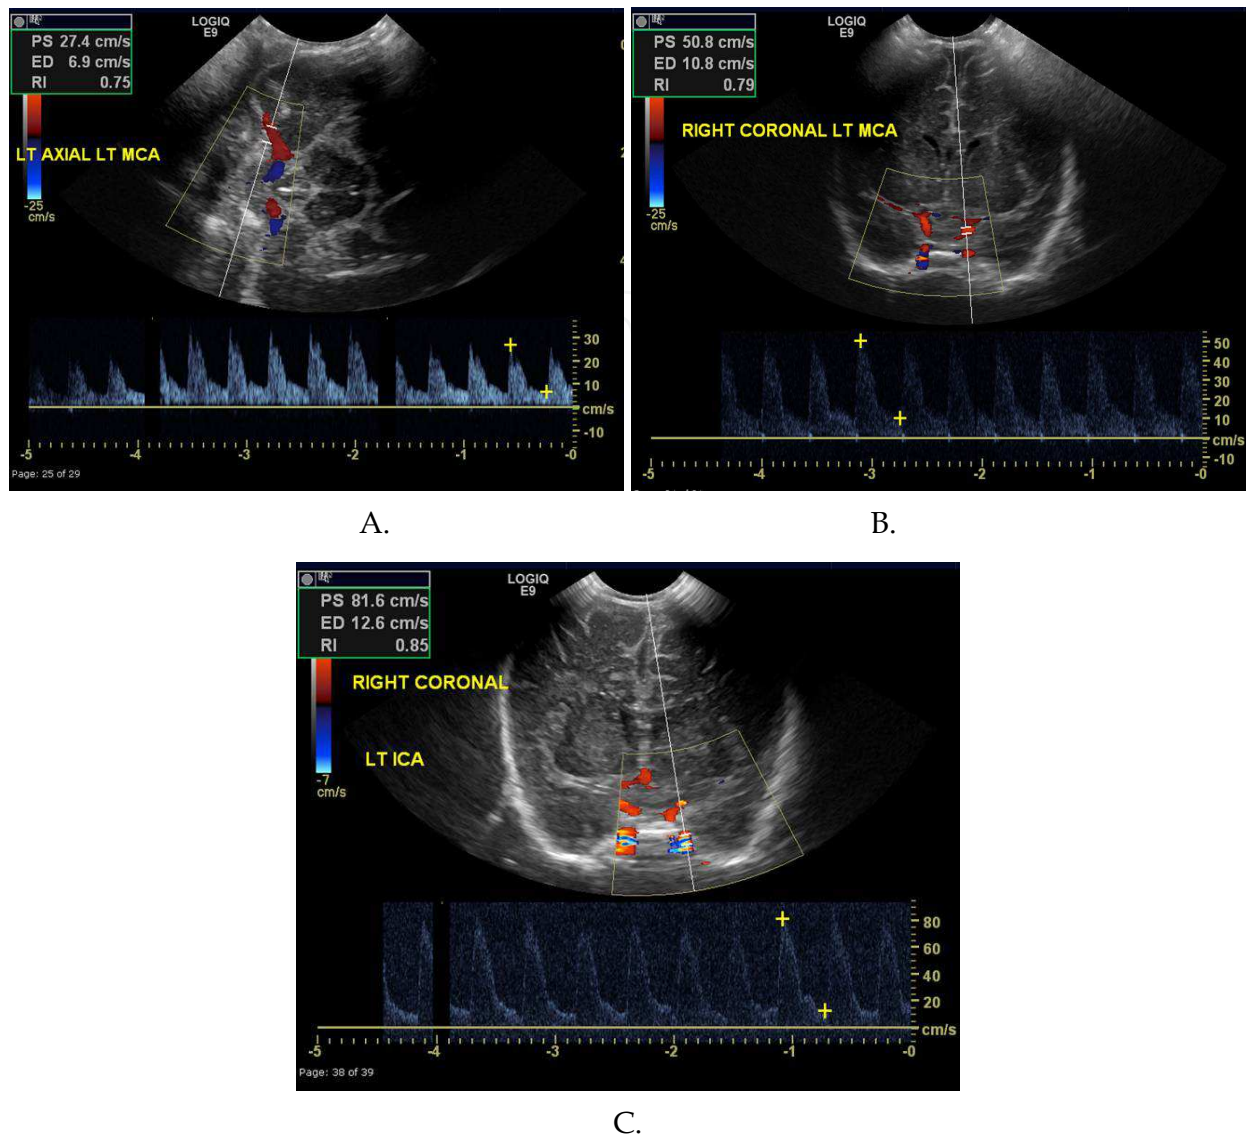 LOGIQ
E9
PS 27.4 cm/s
ED 6.9 cm/s
RI 0.75
LT AXIAL LT MCA
-25
cm/s
30
20
10
cm/s
-10
-5 -4 -3 -2 -1 -0
Page: 25 of 29
A.
LOGIQ
E9
PS 50.8 cm/s
ED 10.8 cm/s
RI 0.79
RIGHT CORONAL LT MCA
-25
cm/s
50
40
30
20
10
cm/s
-10
-5 -4 -3 -2 -1 -0
B.
LOGIQ
E9
PS 81.6 cm/s
ED 12.6 cm/s
RI 0.85
RIGHT CORONAL
LT ICA
-7
cm/s
80
60
40
20
cm/s
-5 -4 -3 -2 -1 -0
Page: 38 of 39
C.